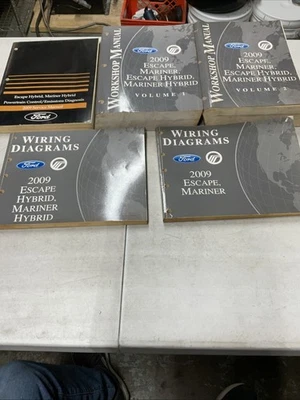 Escape Hybrid, Mariner Hybrid
Powertrain Control/Emissions Diagnosis
Ford
WORKSHOP MANUAL
Ford
2009
ESCAPE,
MARINER,
ESCAPE HYBRID,
MARINER HYBRID
VOLUME
WORKSHOP MANUAL
Ford
2009
ESCAPE,
MARINER,
ESCAPE HYBRID,
MARINER HYBRID
VOLUME 2
WIRING
DIAGRAMS
Ford
2009
ESCAPE
HYBRID,
MARINER
HYBRID
WIRING
DIAGRAMS
Ford
2009
ESCAPE,
MARINER